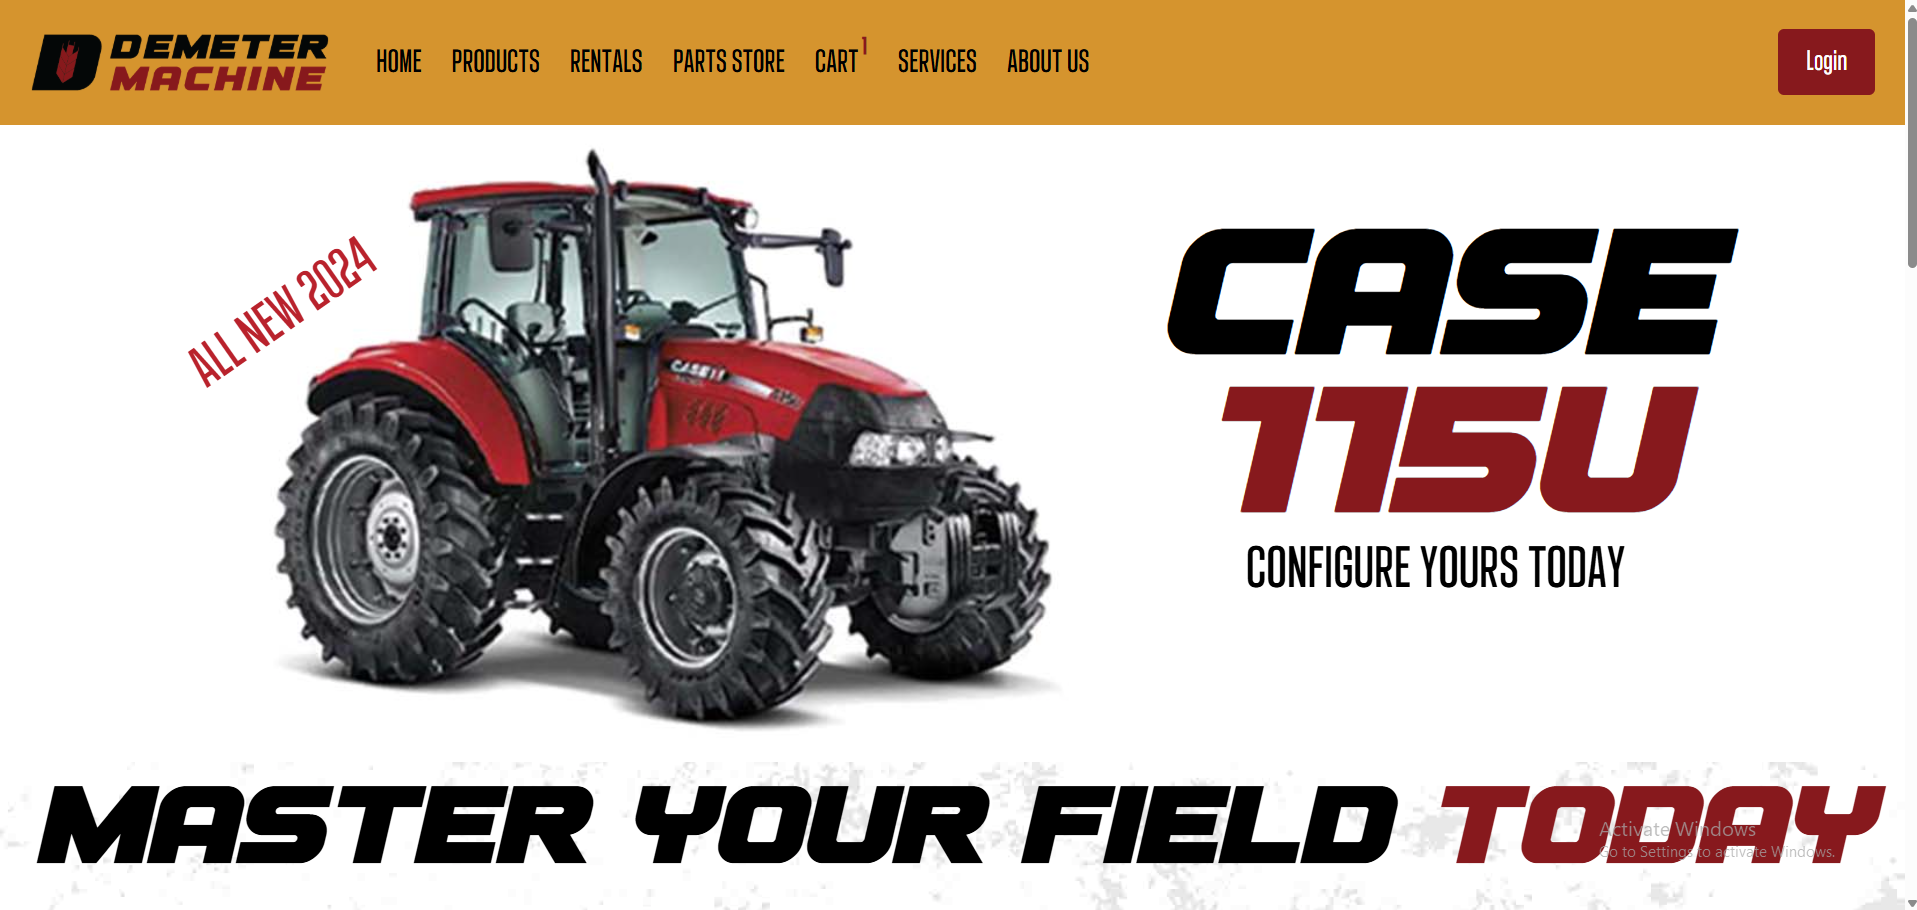 DEMETER
MACHINE
HOME PRODUCTS RENTALS PARTS STORE CART 1 SERVICES ABOUT US
Login
ALL NEW 2024
CASE
115U
CASE IH
CONFIGURE YOURS TODAY
MASTER YOUR FIELD TODAY
Activate Windows
Go to Settings to activate Windows.